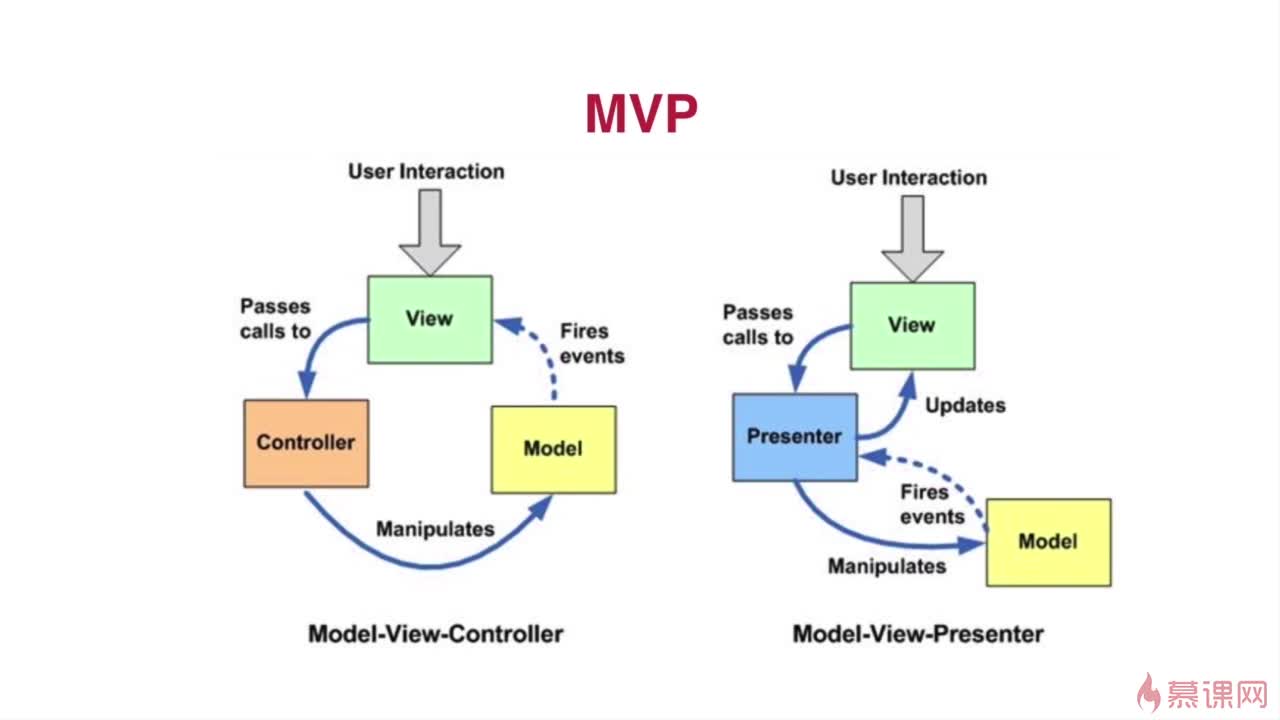 MVP
User Interaction
View
Passes
calls to
Fires
events
Controller
Model
Manipulates
Model-View-Controller
User Interaction
View
Passes
calls to
Updates
Presenter
Fires
events
Model
Manipulates
Model-View-Presenter
慕课网